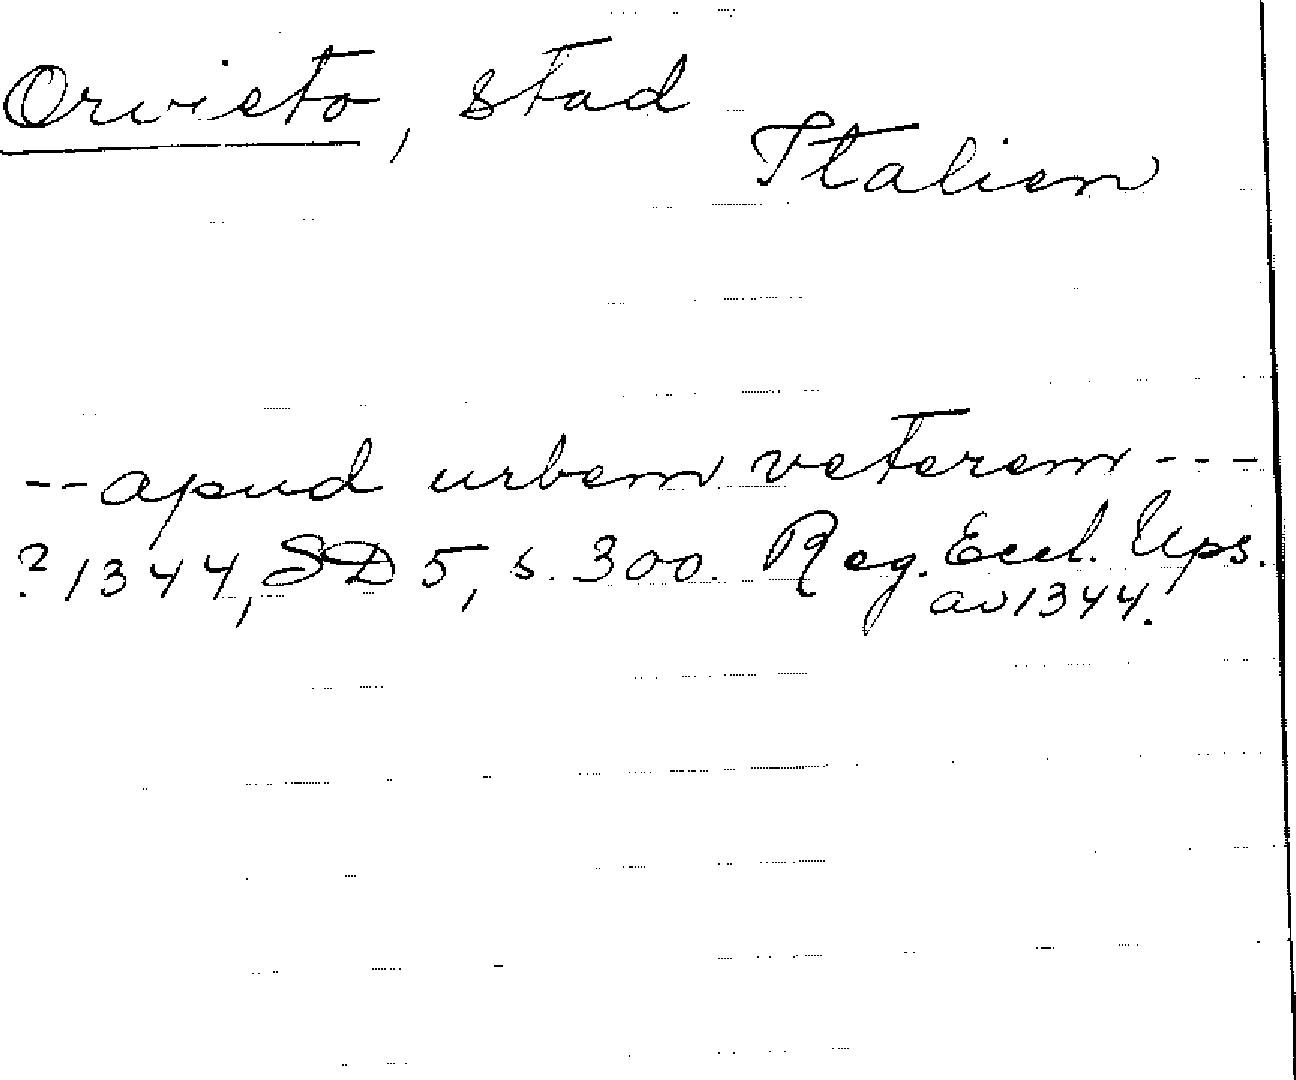 Orvieto, stad
Italien
-- apud urbem veterem ---
? 1344, SD 5, s. 300. Reg. Eccl. Ups.
av 1344.